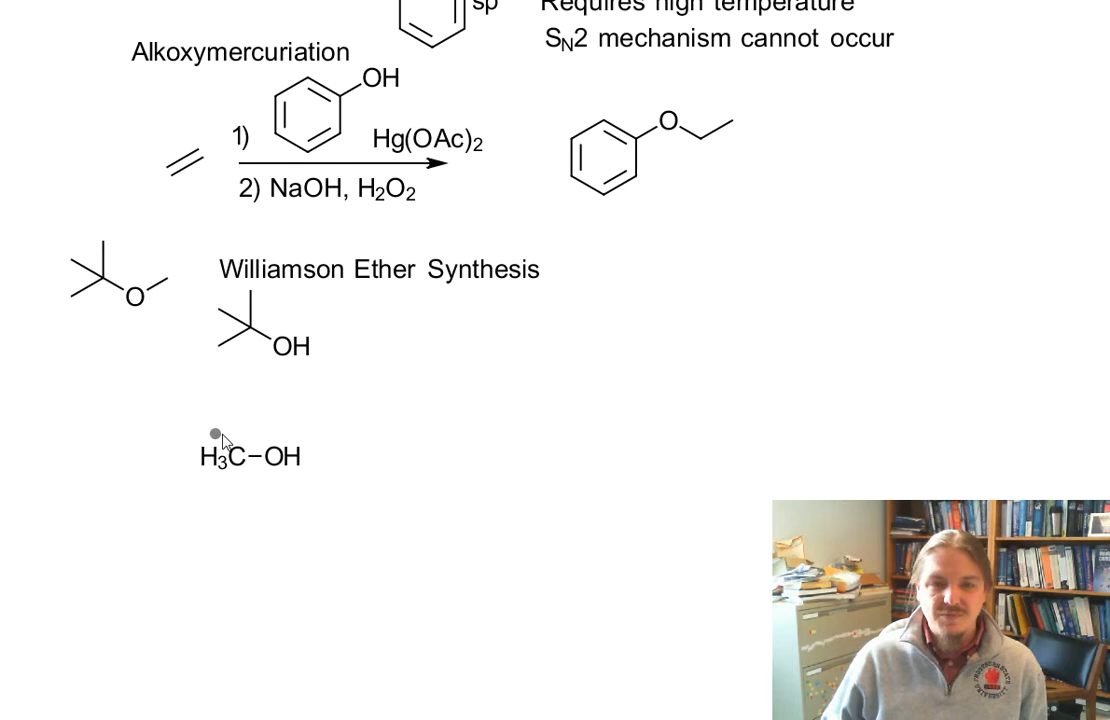 sp
Requires high temperature
SN2 mechanism cannot occur
Alkoxymercuriation
OH
1)
Hg(OAc)2
O
2) NaOH, H2O2
Williamson Ether Synthesis
O
OH
H3C-OH